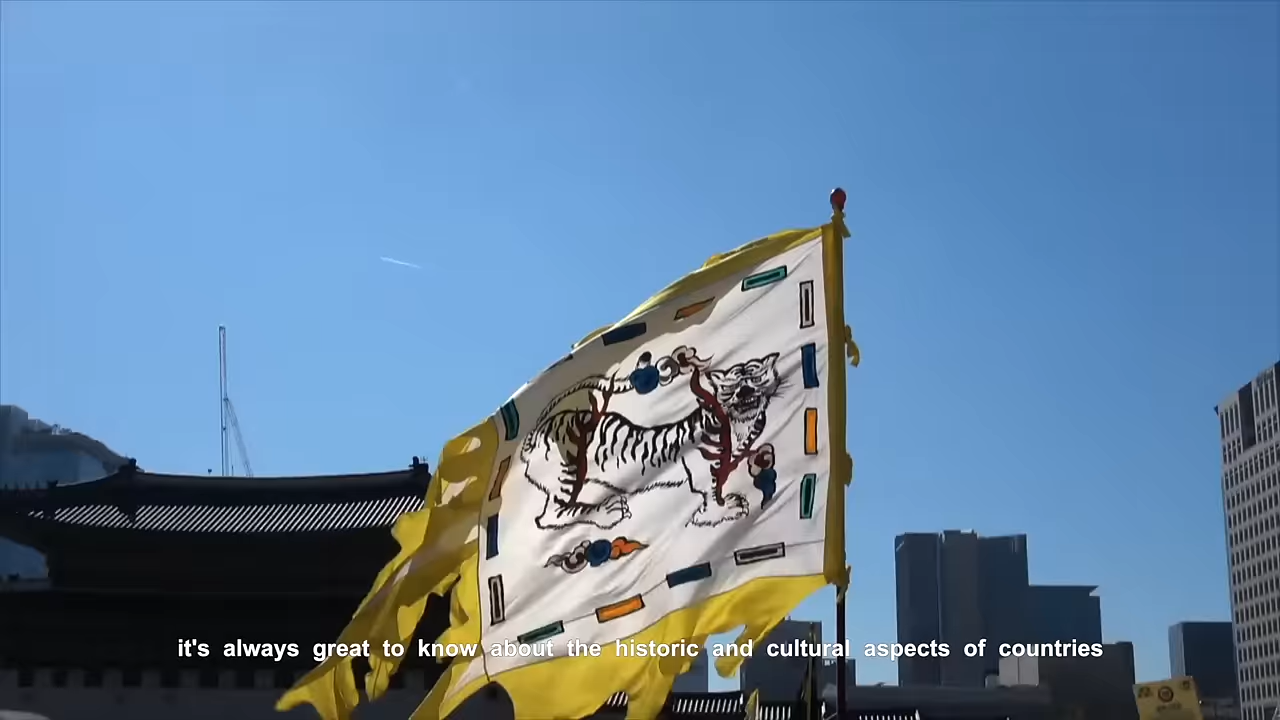 it's always great to know about the historic and cultural aspects of countries